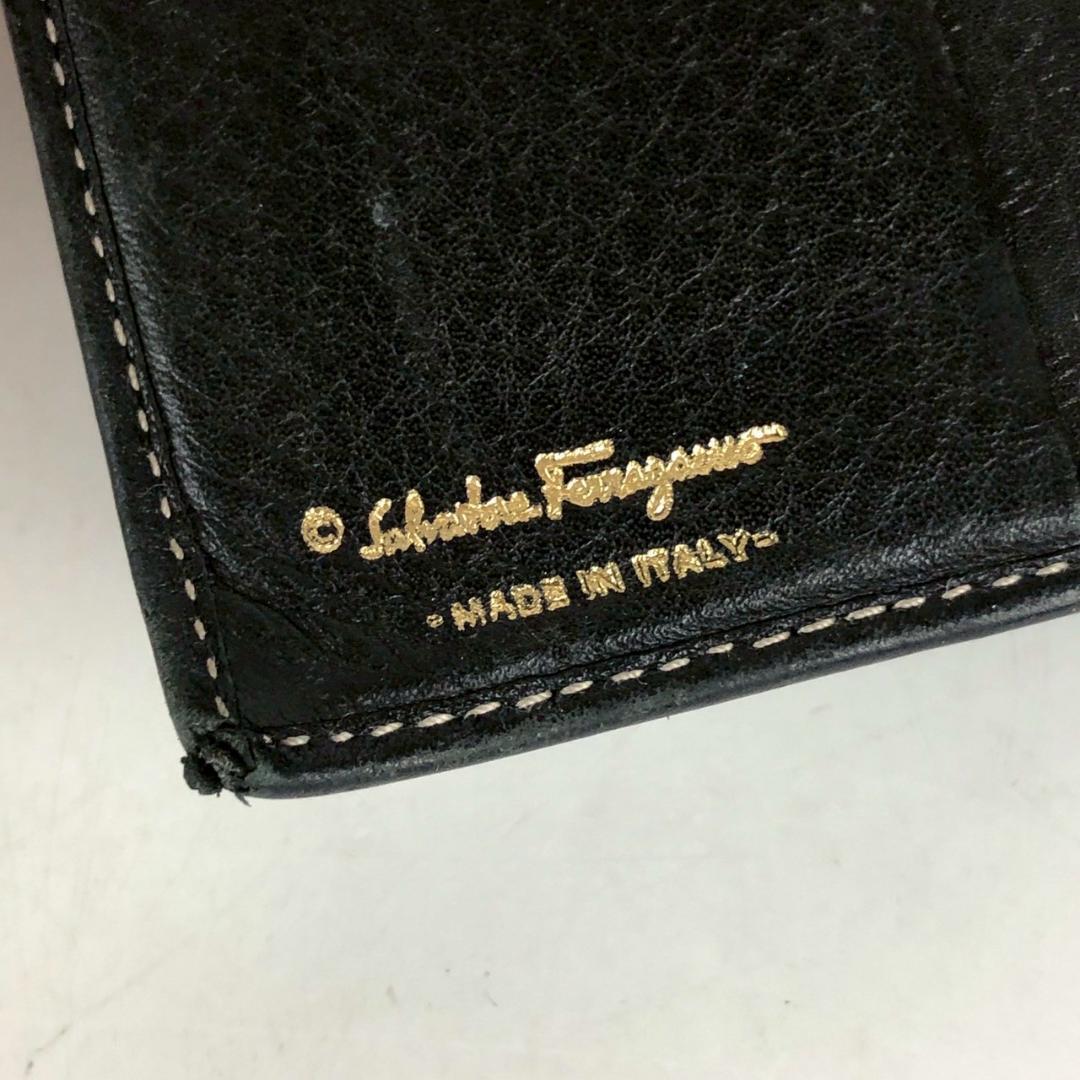 © Salvatore Ferragamo
-MADE IN ITALY-